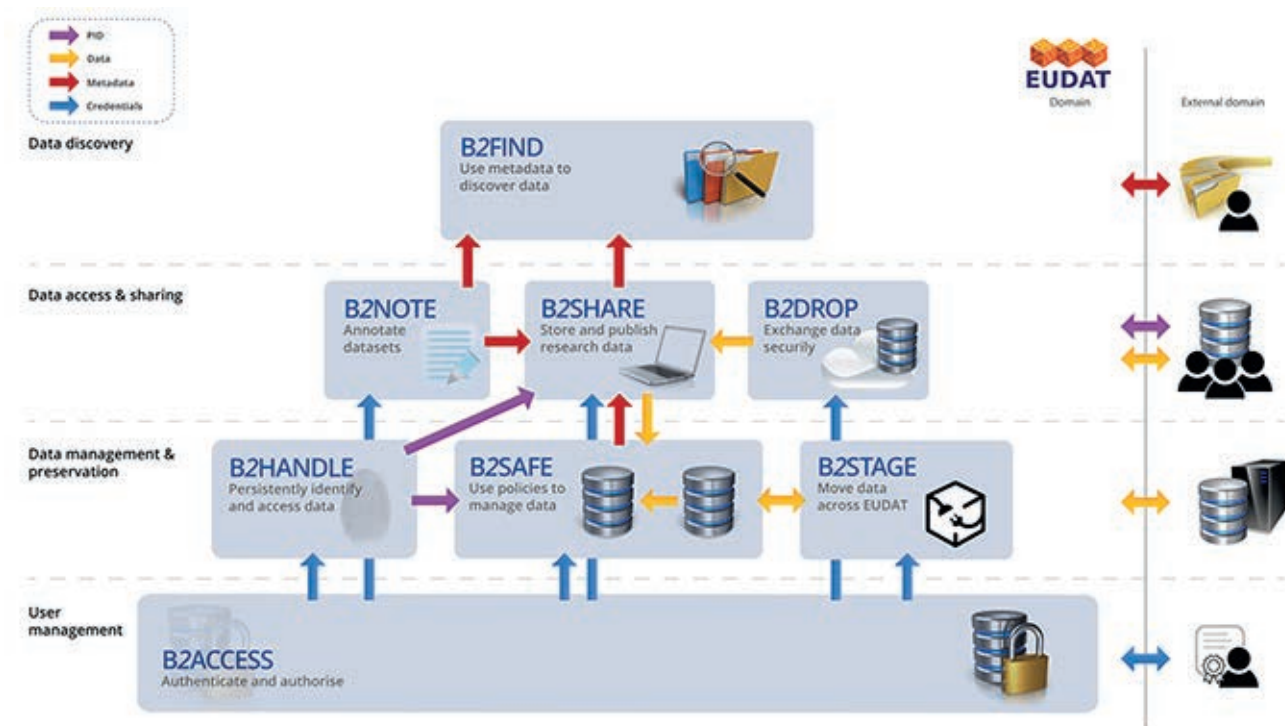 PID
Data
Metadata
Credentials
EUDAT
Domain
External domain
Data discovery
B2FIND
Use metadata to
discover data
Data access & sharing
B2NOTE
Annotate
datasets
B2SHARE
Store and publish
research data
B2DROP
Exchange data
security
Data management &
preservation
B2HANDLE
Persistently identify
and access data
B2SAFE
Use policies to
manage data
B2STAGE
Move data
across EUDAT
User
management
B2ACCESS
Authenticate and authorise